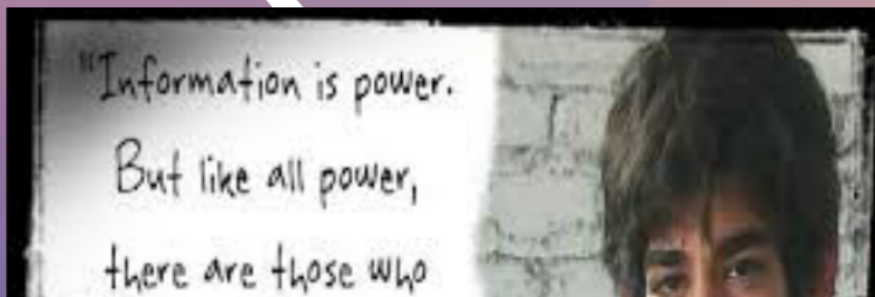 "Information is power.
But like all power,
there are those who